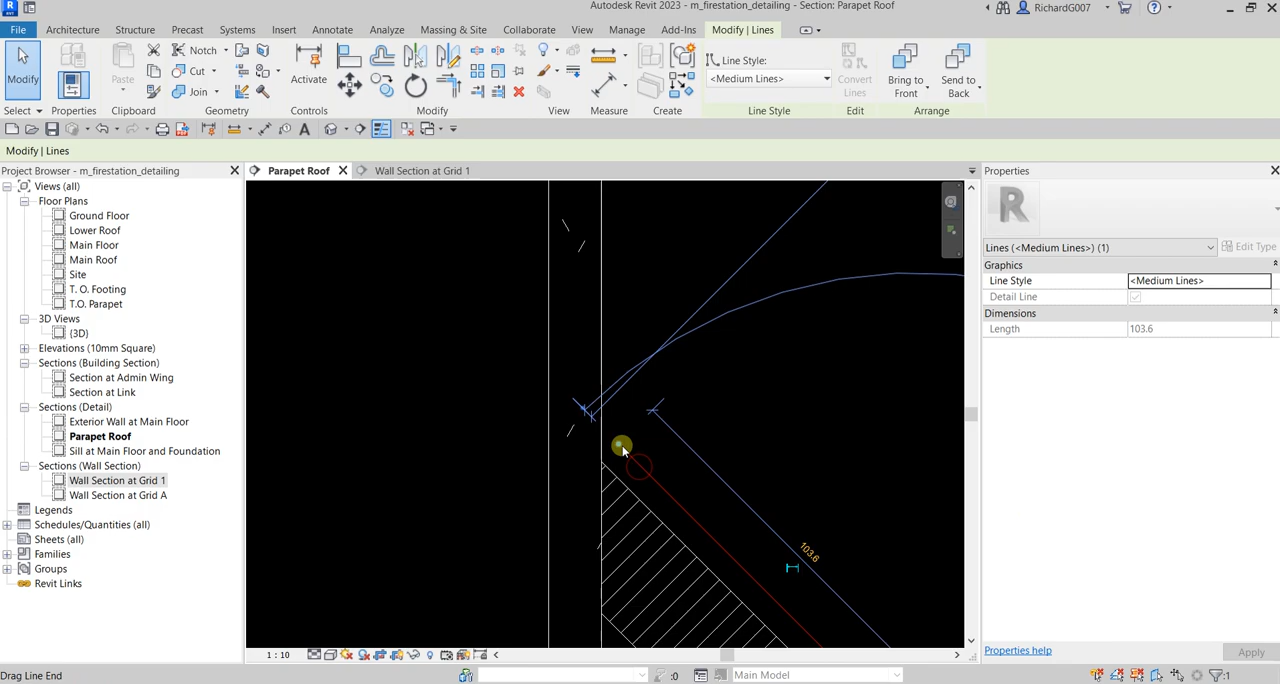 Autodesk Revit 2023 - m_firestation_detailing - Section: Parapet Roof
RichardG007
File
Architecture
Structure
Precast
Systems
Insert
Annotate
Analyze
Massing & Site
Collaborate
View
Manage
Add-Ins
Modify | Lines
Modify
Paste
Notch
Cut
Join
Activate
Line Style:
<Medium Lines>
Convert
Lines
Bring to
Front
Send to
Back
Select
Properties
Clipboard
Geometry
Controls
Modify
View
Measure
Create
Line Style
Edit
Arrange
Modify | Lines
Project Browser - m_firestation_detailing
Parapet Roof
Wall Section at Grid 1
Properties
Views (all)
Floor Plans
Ground Floor
Lower Roof
Main Floor
Main Roof
Site
T. O. Footing
T.O. Parapet
3D Views
{3D}
Elevations (10mm Square)
Sections (Building Section)
Section at Admin Wing
Section at Link
Sections (Detail)
Exterior Wall at Main Floor
Parapet Roof
Sill at Main Floor and Foundation
Sections (Wall Section)
Wall Section at Grid 1
Wall Section at Grid A
Legends
Schedules/Quantities (all)
Sheets (all)
Families
Groups
Revit Links
103.6
Lines (<Medium Lines>) (1)
Edit Type
Graphics
Line Style
<Medium Lines>
Detail Line
Dimensions
Length
103.6
Properties help
Apply
1 : 10
Drag Line End
:0
Main Model
:1